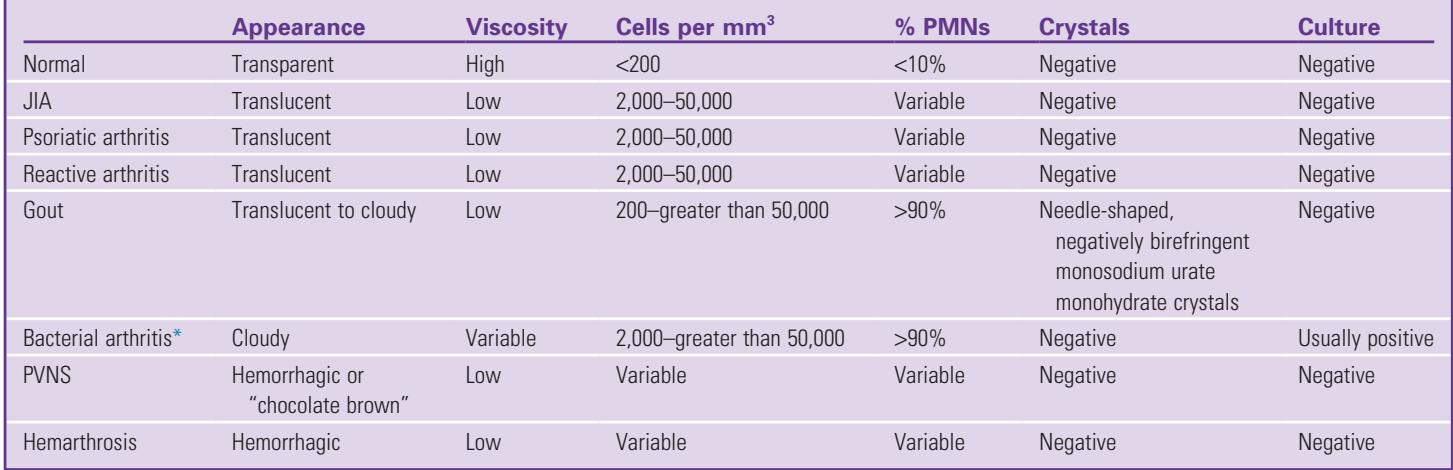 Appearance Viscosity Cells per mm³ % PMNs Crystals Culture
Normal Transparent High <200 <10% Negative Negative
JIA Translucent Low 2,000–50,000 Variable Negative Negative
Psoriatic arthritis Translucent Low 2,000–50,000 Variable Negative Negative
Reactive arthritis Translucent Low 2,000–50,000 Variable Negative Negative
Gout Translucent to cloudy Low 200–greater than 50,000 >90% Needle-shaped, Negative
negatively birefringent
monosodium urate
monohydrate crystals
Bacterial arthritis* Cloudy Variable 2,000–greater than 50,000 >90% Negative Usually positive
PVNS Hemorrhagic or Low Variable Variable Negative Negative
“chocolate brown”
Hemarthrosis Hemorrhagic Low Variable Variable Negative Negative